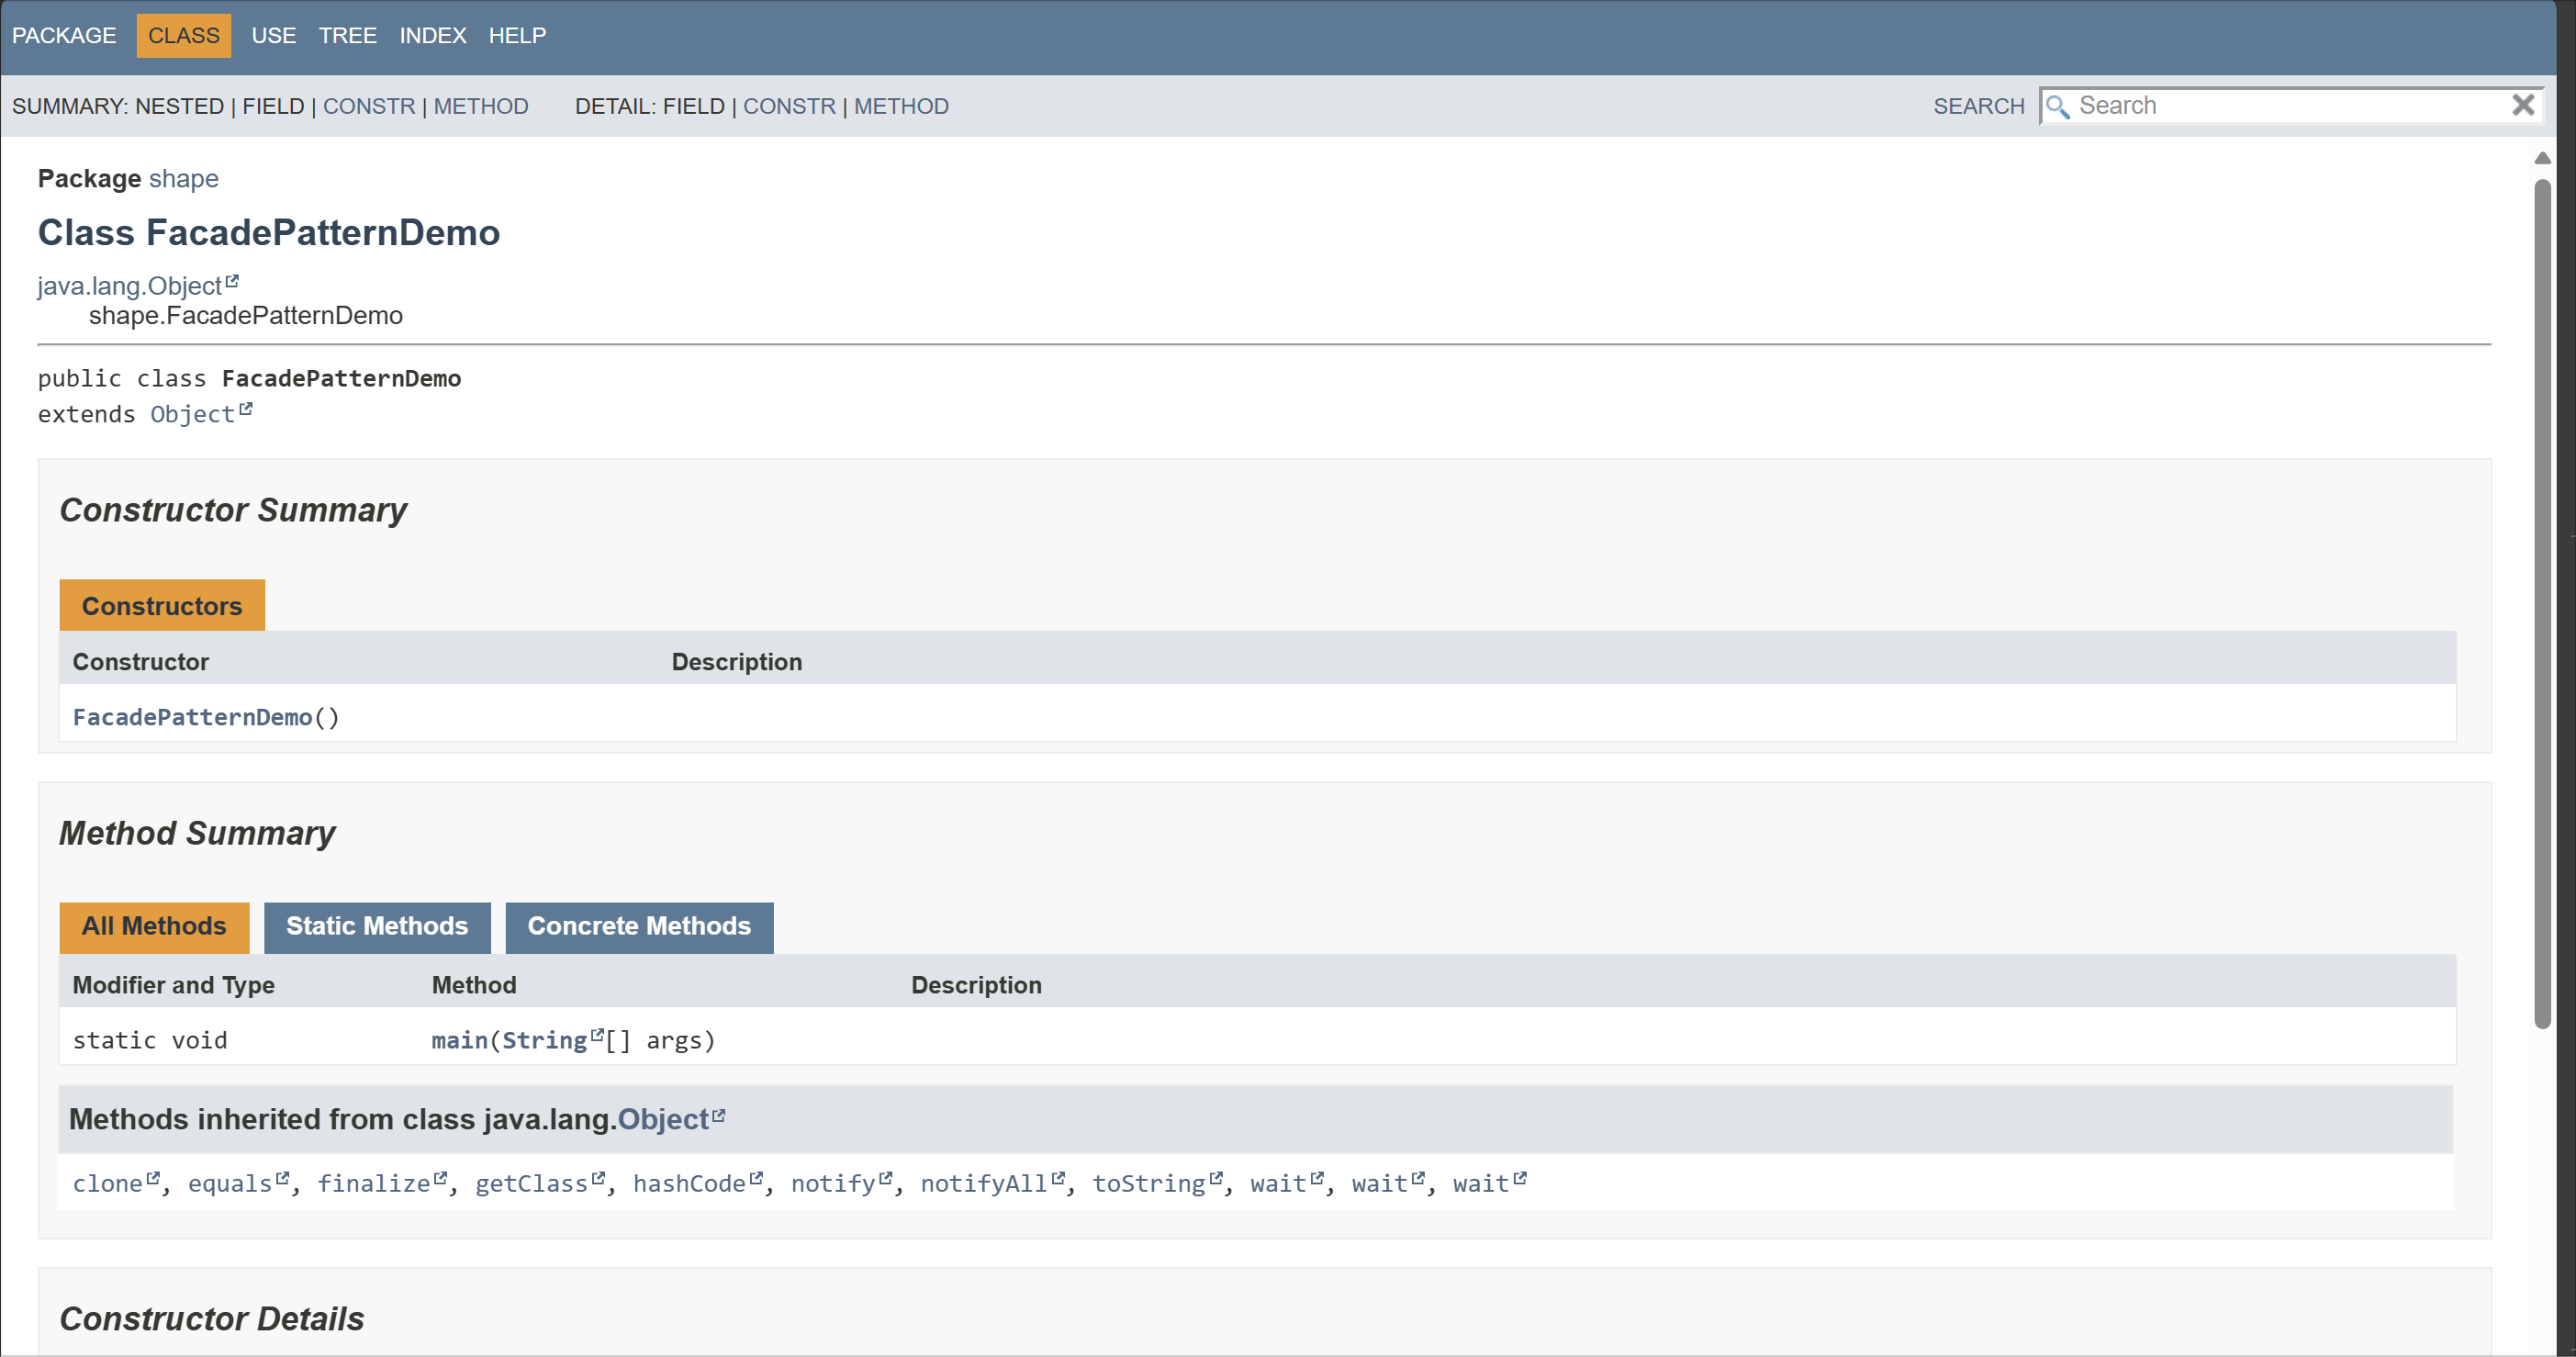 PACKAGE CLASS USE TREE INDEX HELP
SUMMARY: NESTED | FIELD | CONSTR | METHOD DETAIL: FIELD | CONSTR | METHOD SEARCH Search
Package shape
Class FacadePatternDemo
java.lang.Object
shape.FacadePatternDemo
public class FacadePatternDemo
extends Object
Constructor Summary
Constructors
Constructor Description
FacadePatternDemo()
Method Summary
All Methods Static Methods Concrete Methods
Modifier and Type Method Description
static void main(String[] args)
Methods inherited from class java.lang.Object
clone, equals, finalize, getClass, hashCode, notify, notifyAll, toString, wait, wait, wait
Constructor Details